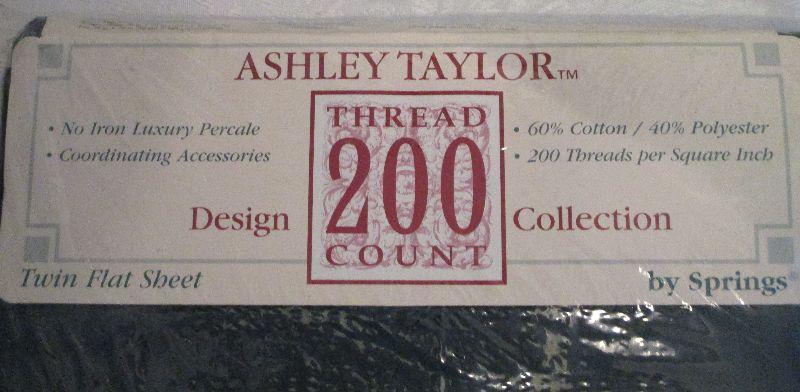 ASHLEY TAYLOR™
• No Iron Luxury Percale
• Coordinating Accessories
THREAD
200
COUNT
• 60% Cotton / 40% Polyester
• 200 Threads per Square Inch
Design
Collection
Twin Flat Sheet
by Springs®